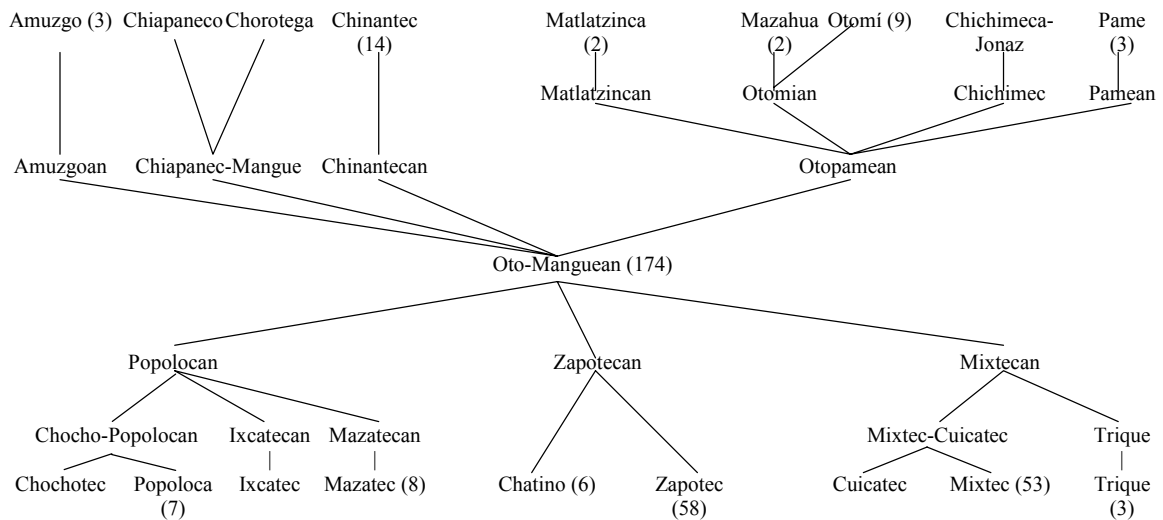 Amuzgo (3) Chiapaneco Chorotega Chinantec Matlatzinca Mazahua Otomí (9) Chichimeca- Pame
(14) (2) (2) Jonaz (3)
Matlatzincan Otomian Chichimec Pamean
Amuzgoan Chiapanec-Mangue Chinantecan Otopamean
Oto-Manguean (174)
Popolocan Zapotecan Mixtecan
Chocho-Popolocan Ixcatecan Mazatecan Mixtec-Cuicatec Trique
Chochotec Popoloca Ixcatec Mazatec (8) Chatino (6) Zapotec Cuicatec Mixtec (53) Trique
(7) (58) (3)